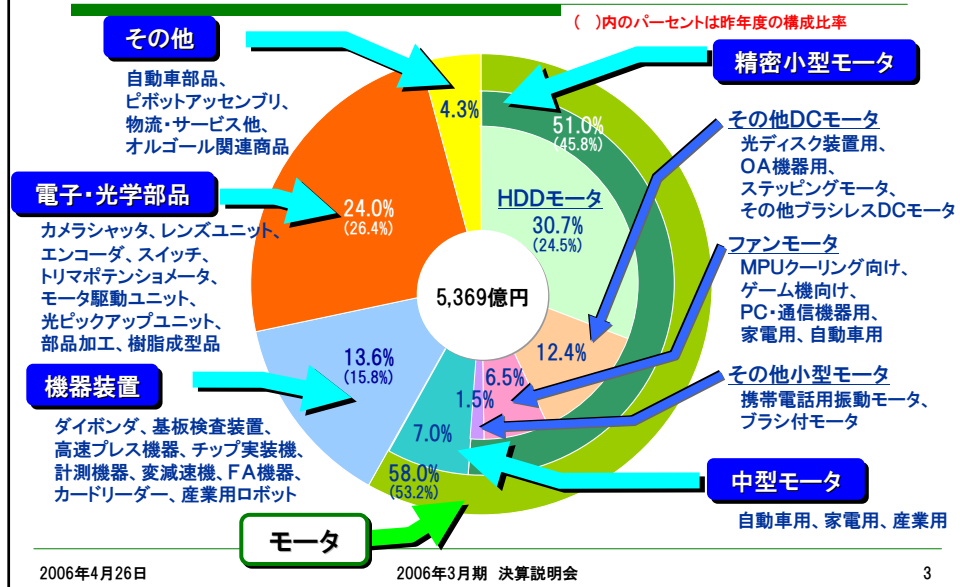 ( )内のパーセントは昨年度の構成比率
その他
自動車部品、
ピボットアッセンブリ、
物流・サービス他、
オルゴール関連商品
4.3%
精密小型モータ
51.0%
(45.8%)
その他DCモータ
光ディスク装置用、
OA機器用、
ステッピングモータ、
その他ブラシレスDCモータ
電子・光学部品
カメラシャッタ、レンズユニット、
エンコーダ、スイッチ、
トリマポテンショメータ、
モータ駆動ユニット、
光ピックアップユニット、
部品加工、樹脂成型品
24.0%
(26.4%)
HDDモータ
30.7%
(24.5%)
ファンモータ
MPUクーリング向け、
ゲーム機向け、
PC・通信機器用、
家電用、自動車用
5,369億円
12.4%
13.6%
(15.8%)
6.5%
1.5%
その他小型モータ
携帯電話用振動モータ、
ブラシ付モータ
機器装置
ダイボンダ、基板検査装置、
高速プレス機器、チップ実装機、
計測機器、変減速機、FA機器、
カードリーダー、産業用ロボット
7.0%
58.0%
(53.2%)
中型モータ
自動車用、家電用、産業用
モータ
2006年4月26日
2006年3月期 決算説明会
3